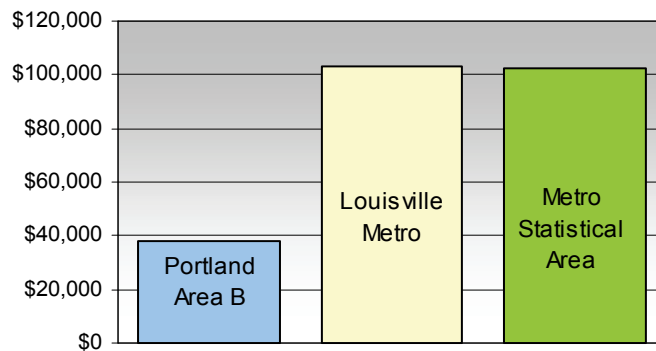 $120,000
$100,000
$80,000
$60,000
$40,000
$20,000
$0
Portland
Area B
Louisville
Metro
Metro
Statistical
Area